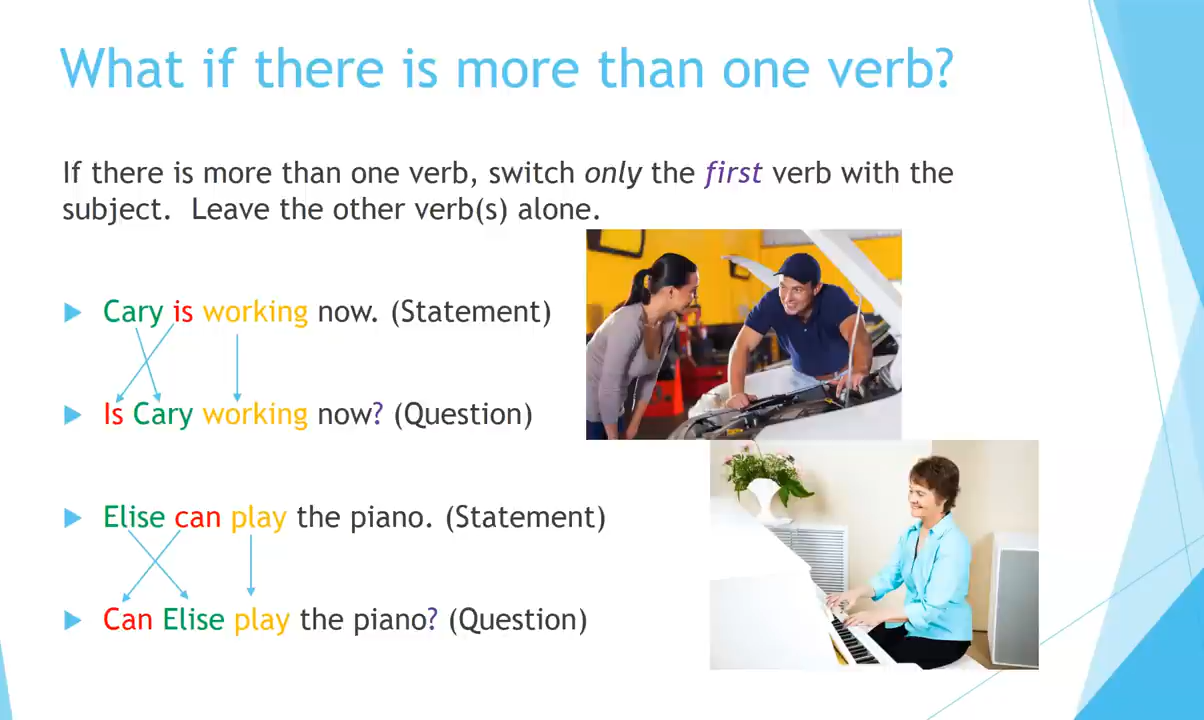 What if there is more than one verb?
If there is more than one verb, switch only the first verb with the
subject.  Leave the other verb(s) alone.
Cary is working now. (Statement)
Is Cary working now? (Question)
Elise can play the piano. (Statement)
Can Elise play the piano? (Question)